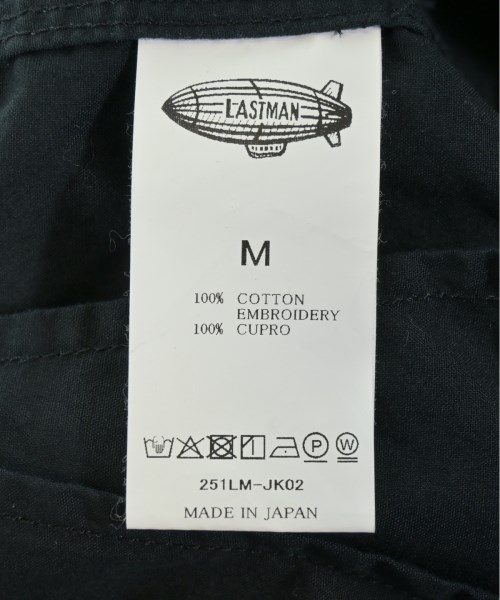 LASTMAN
M
100% COTTON
EMBROIDERY
100% CUPRO
P W
251LM-JK02
MADE IN JAPAN